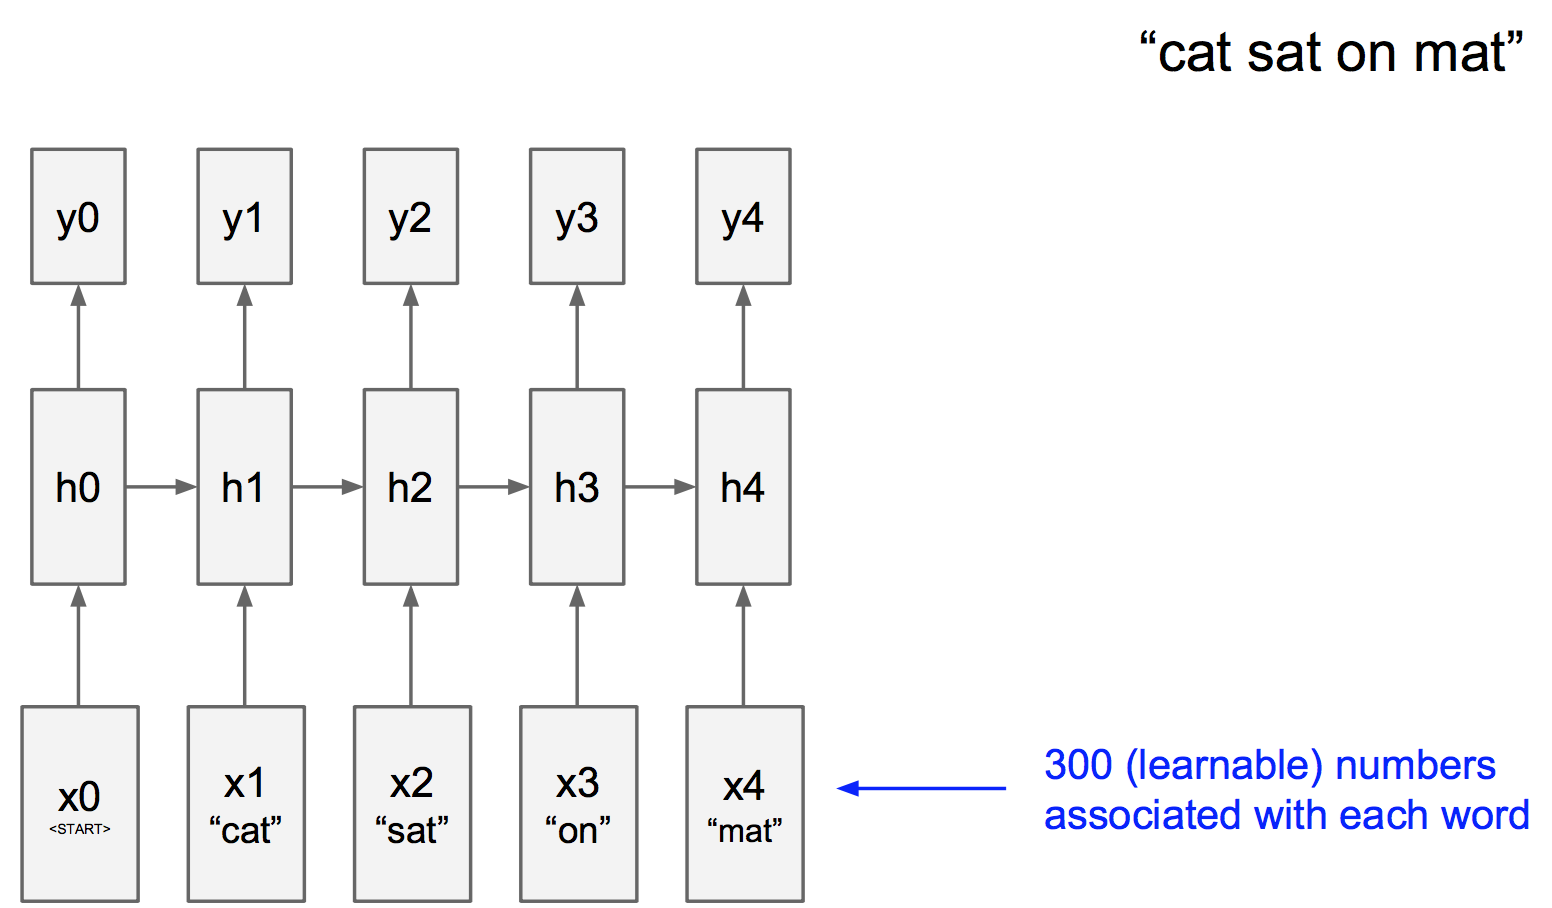 “cat sat on mat”
y0 y1 y2 y3 y4
h0 h1 h2 h3 h4
x0 x1 x2 x3 x4
<START> “cat” “sat” “on” “mat”
300 (learnable) numbers
associated with each word